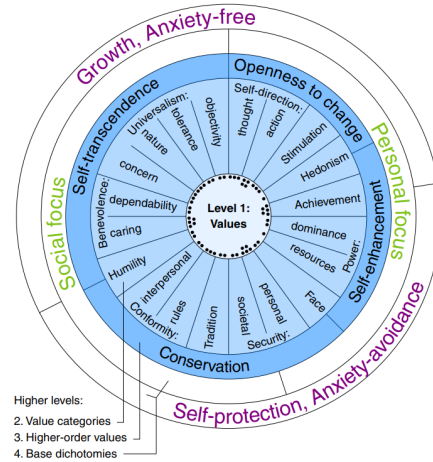 Growth, Anxiety-free
Social focus
Personal focus
Self-protection, Anxiety-avoidance
Self-transcendence
Openness to change
Self-enhancement
Conservation
Universalism:
nature
concern
tolerance
objectivity
Self-direction:
thought
action
Stimulation
Hedonism
Achievement
Power:
dominance
resources
Face
Security:
personal
societal
Tradition
Conformity:
rules
interpersonal
Humility
Benevolence:
caring
dependability
Level 1:
Values
Higher levels:
2. Value categories
3. Higher-order values
4. Base dichotomies